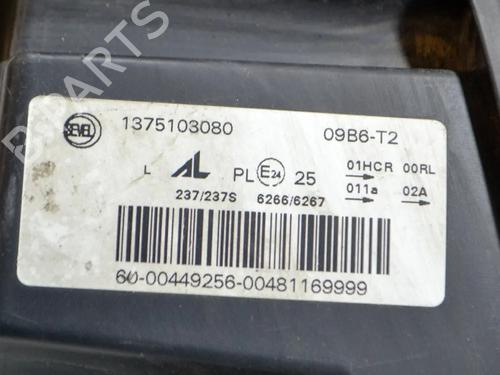 B-PARTS
SEVEL 1375103080 09B6-T2
L AL PL E24 25 01HCR 00RL
011a 02A
237/237S 6266/6267
60-00449256-00481169999